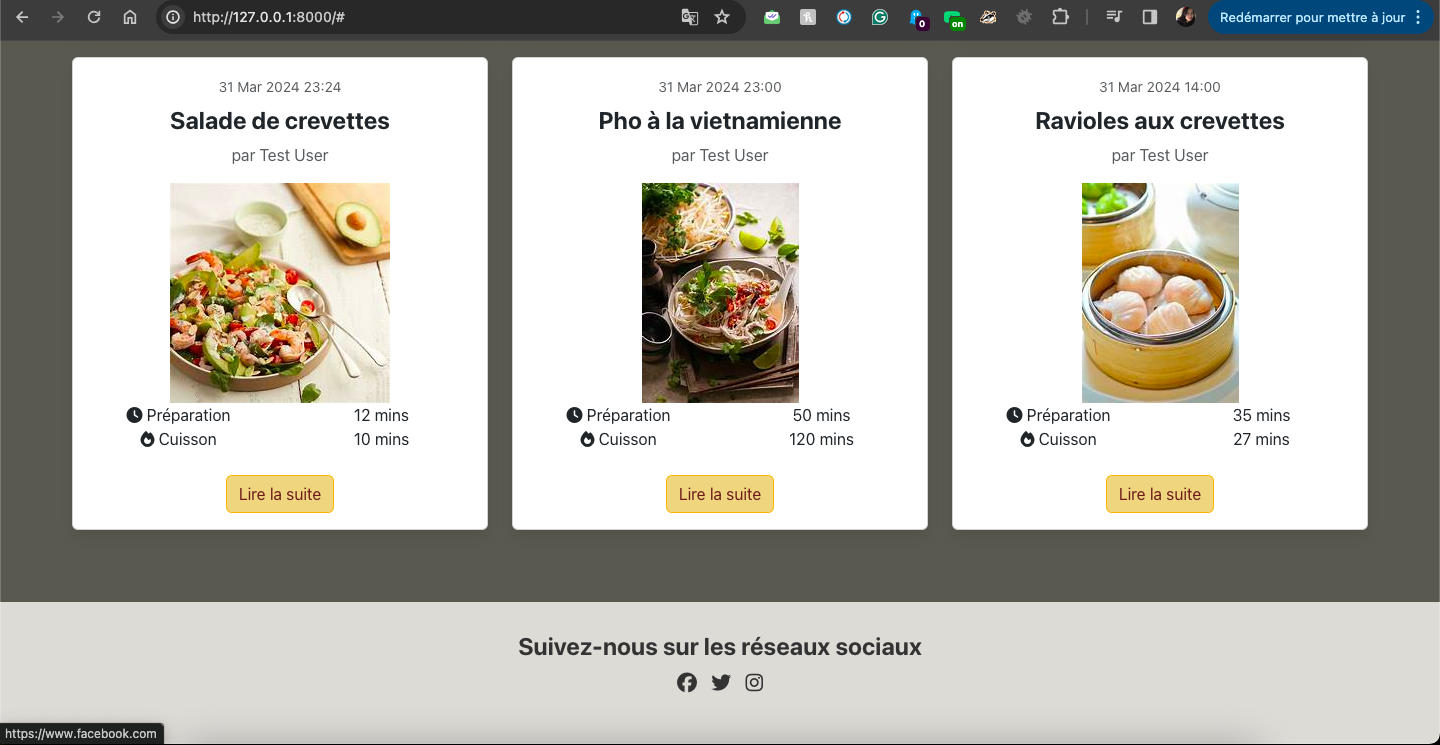 http://127.0.0.1:8000/#
0
on
Redémarrer pour mettre à jour
31 Mar 2024 23:24
Salade de crevettes
par Test User
Préparation 12 mins
Cuisson 10 mins
Lire la suite
31 Mar 2024 23:00
Pho à la vietnamienne
par Test User
Préparation 50 mins
Cuisson 120 mins
Lire la suite
31 Mar 2024 14:00
Ravioles aux crevettes
par Test User
Préparation 35 mins
Cuisson 27 mins
Lire la suite
Suivez-nous sur les réseaux sociaux
https://www.facebook.com